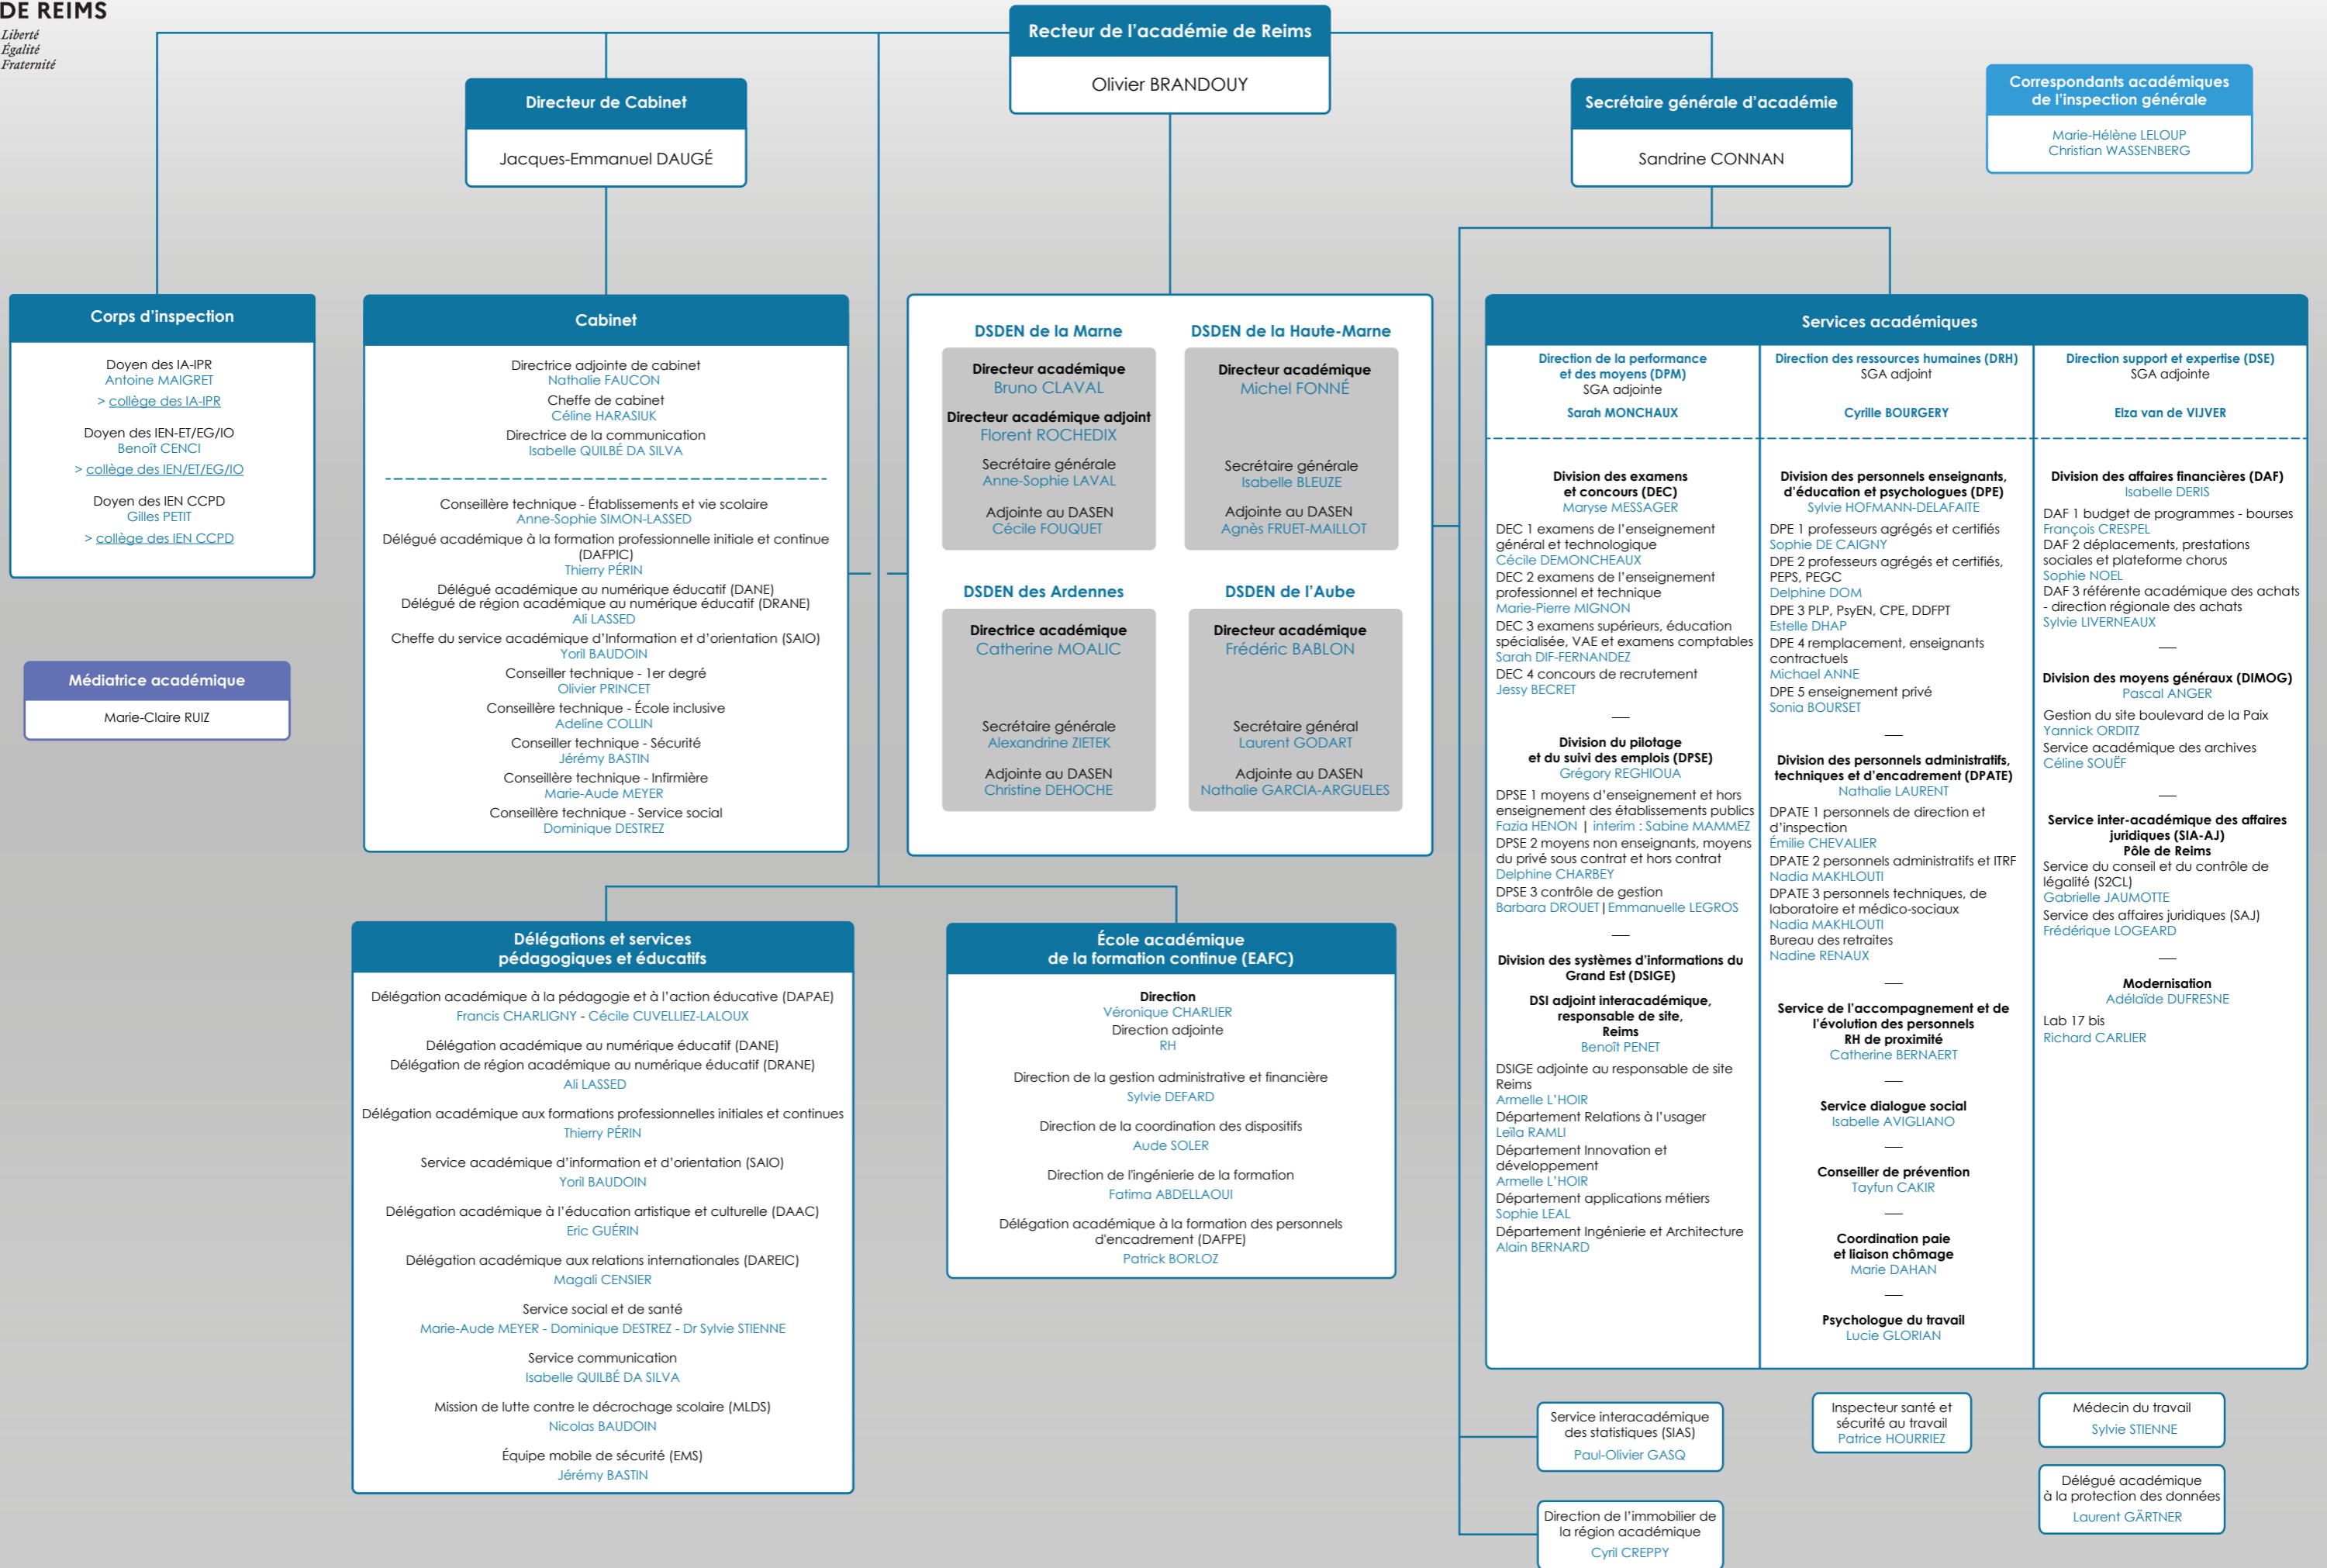 DE REIMS
Liberté
Égalité
Fraternité
Recteur de l'académie de Reims
Olivier BRANDOUY
Directeur de Cabinet
Jacques-Emmanuel DAUGÉ
Secrétaire générale d'académie
Sandrine CONNAN
Correspondants académiques
de l'inspection générale
Marie-Hélène LELOUP
Christian WASSENBERG
Corps d'inspection
Doyen des IA-IPR
Antoine MAIGRET
> collège des IA-IPR
Doyen des IEN-ET/EG/IO
Benoît CENCI
> collège des IEN/ET/EG/IO
Doyen des IEN CCPD
Gilles PETIT
> collège des IEN CCPD
Médiatrice académique
Marie-Claire RUIZ
Cabinet
Directrice adjointe de cabinet
Nathalie FAUCON
Cheffe de cabinet
Céline HARASIUK
Directrice de la communication
Isabelle QUILBÉ DA SILVA
Conseillère technique - Établissements et vie scolaire
Anne-Sophie SIMON-LASSED
Délégué académique à la formation professionnelle initiale et continue
(DAFPIC)
Thierry PÉRIN
Délégué académique au numérique éducatif (DANE)
Délégué de région académique au numérique éducatif (DRANE)
Ali LASSED
Cheffe du service académique d'Information et d'orientation (SAIO)
Yoril BAUDOIN
Conseiller technique - 1er degré
Olivier PRINCET
Conseillère technique - École inclusive
Adeline COLLIN
Conseiller technique - Sécurité
Jérémy BASTIN
Conseillère technique - Infirmière
Marie-Aude MEYER
Conseillère technique - Service social
Dominique DESTREZ
DSDEN de la Marne
Directeur académique
Bruno CLAVAL
Directeur académique adjoint
Florent ROCHEDIX
Secrétaire générale
Anne-Sophie LAVAL
Adjointe au DASEN
Cécile FOUQUET
DSDEN de la Haute-Marne
Directeur académique
Michel FONNÉ
Secrétaire générale
Isabelle BLEUZE
Adjointe au DASEN
Agnès FRUET-MAILLOT
DSDEN des Ardennes
Directrice académique
Catherine MOALIC
Secrétaire générale
Alexandrine ZIETEK
Adjointe au DASEN
Christine DEHOCHE
DSDEN de l'Aube
Directeur académique
Frédéric BABLON
Secrétaire général
Laurent GODART
Adjointe au DASEN
Nathalie GARCIA-ARGUELES
Délégations et services
pédagogiques et éducatifs
Délégation académique à la pédagogie et à l'action éducative (DAPAE)
Francis CHARLIGNY - Cécile CUVELLIEZ-LALOUX
Délégation académique au numérique éducatif (DANE)
Délégation de région académique au numérique éducatif (DRANE)
Ali LASSED
Délégation académique aux formations professionnelles initiales et continues
Thierry PÉRIN
Service académique d'information et d'orientation (SAIO)
Yoril BAUDOIN
Délégation académique à l'éducation artistique et culturelle (DAAC)
Eric GUÉRIN
Délégation académique aux relations internationales (DAREIC)
Magali CENSIER
Service social et de santé
Marie-Aude MEYER - Dominique DESTREZ - Dr Sylvie STIENNE
Service communication
Isabelle QUILBÉ DA SILVA
Mission de lutte contre le décrochage scolaire (MLDS)
Nicolas BAUDOIN
Équipe mobile de sécurité (EMS)
Jérémy BASTIN
École académique
de la formation continue (EAFC)
Direction
Véronique CHARLIER
Direction adjointe
RH
Direction de la gestion administrative et financière
Sylvie DEFARD
Direction de la coordination des dispositifs
Aude SOLER
Direction de l'ingénierie de la formation
Fatima ABDELLAOUI
Délégation académique à la formation des personnels
d'encadrement (DAFPE)
Patrick BORLOZ
Services académiques
Direction de la performance
et des moyens (DPM)
SGA adjointe
Sarah MONCHAUX
Division des examens
et concours (DEC)
Maryse MESSAGER
DEC 1 examens de l'enseignement
général et technologique
Cécile DEMONCHEAUX
DEC 2 examens de l'enseignement
professionnel et technique
Marie-Pierre MIGNON
DEC 3 examens supérieurs, éducation
spécialisée, VAE et examens comptables
Sarah DIF-FERNANDEZ
DEC 4 concours de recrutement
Jessy BECRET
Division du pilotage
et du suivi des emplois (DPSE)
Grégory REGHIOUA
DPSE 1 moyens d'enseignement et hors
enseignement des établissements publics
Fazia HENON | interim : Sabine MAMMEZ
DPSE 2 moyens non enseignants, moyens
du privé sous contrat et hors contrat
Delphine CHARBEY
DPSE 3 contrôle de gestion
Barbara DROUET|Emmanuelle LEGROS
Division des systèmes d'informations du
Grand Est (DSIGE)
DSI adjoint interacadémique,
responsable de site,
Reims
Benoît PENET
DSIGE adjointe au responsable de site
Reims
Armelle L'HOIR
Département Relations à l'usager
Leïla RAMLI
Département Innovation et
développement
Armelle L'HOIR
Département applications métiers
Sophie LEAL
Département Ingénierie et Architecture
Alain BERNARD
Direction des ressources humaines (DRH)
SGA adjoint
Cyrille BOURGERY
Division des personnels enseignants,
d'éducation et psychologues (DPE)
Sylvie HOFMANN-DELAFAITE
DPE 1 professeurs agrégés et certifiés
Sophie DE CAIGNY
DPE 2 professeurs agrégés et certifiés,
PEPS, PEGC
Delphine DOM
DPE 3 PLP, PsyEN, CPE, DDFPT
Estelle DHAP
DPE 4 remplacement, enseignants
contractuels
Michael ANNE
DPE 5 enseignement privé
Sonia BOURSET
Division des personnels administratifs,
techniques et d'encadrement (DPATE)
Nathalie LAURENT
DPATE 1 personnels de direction et
d'inspection
Émilie CHEVALIER
DPATE 2 personnels administratifs et ITRF
Nadia MAKHLOUTI
DPATE 3 personnels techniques, de
laboratoire et médico-sociaux
Nadia MAKHLOUTI
Bureau des retraites
Nadine RENAUX
Service de l'accompagnement et de
l'évolution des personnels
RH de proximité
Catherine BERNAERT
Service dialogue social
Isabelle AVIGLIANO
Conseiller de prévention
Tayfun CAKIR
Coordination paie
et liaison chômage
Marie DAHAN
Psychologue du travail
Lucie GLORIAN
Direction support et expertise (DSE)
SGA adjointe
Elza van de VIJVER
Division des affaires financières (DAF)
Isabelle DERIS
DAF 1 budget de programmes - bourses
François CRESPEL
DAF 2 déplacements, prestations
sociales et plateforme chorus
Sophie NOEL
DAF 3 référente académique des achats
- direction régionale des achats
Sylvie LIVERNEAUX
Division des moyens généraux (DIMOG)
Pascal ANGER
Gestion du site boulevard de la Paix
Yannick ORDITZ
Service académique des archives
Céline SOUËF
Service inter-académique des affaires
juridiques (SIA-AJ)
Pôle de Reims
Service du conseil et du contrôle de
légalité (S2CL)
Gabrielle JAUMOTTE
Service des affaires juridiques (SAJ)
Frédérique LOGEARD
Modernisation
Adélaïde DUFRESNE
Lab 17 bis
Richard CARLIER
Service interacadémique
des statistiques (SIAS)
Paul-Olivier GASQ
Direction de l'immobilier de
la région académique
Cyril CREPPY
Inspecteur santé et
sécurité au travail
Patrice HOURRIEZ
Médecin du travail
Sylvie STIENNE
Délégué académique
à la protection des données
Laurent GÄRTNER